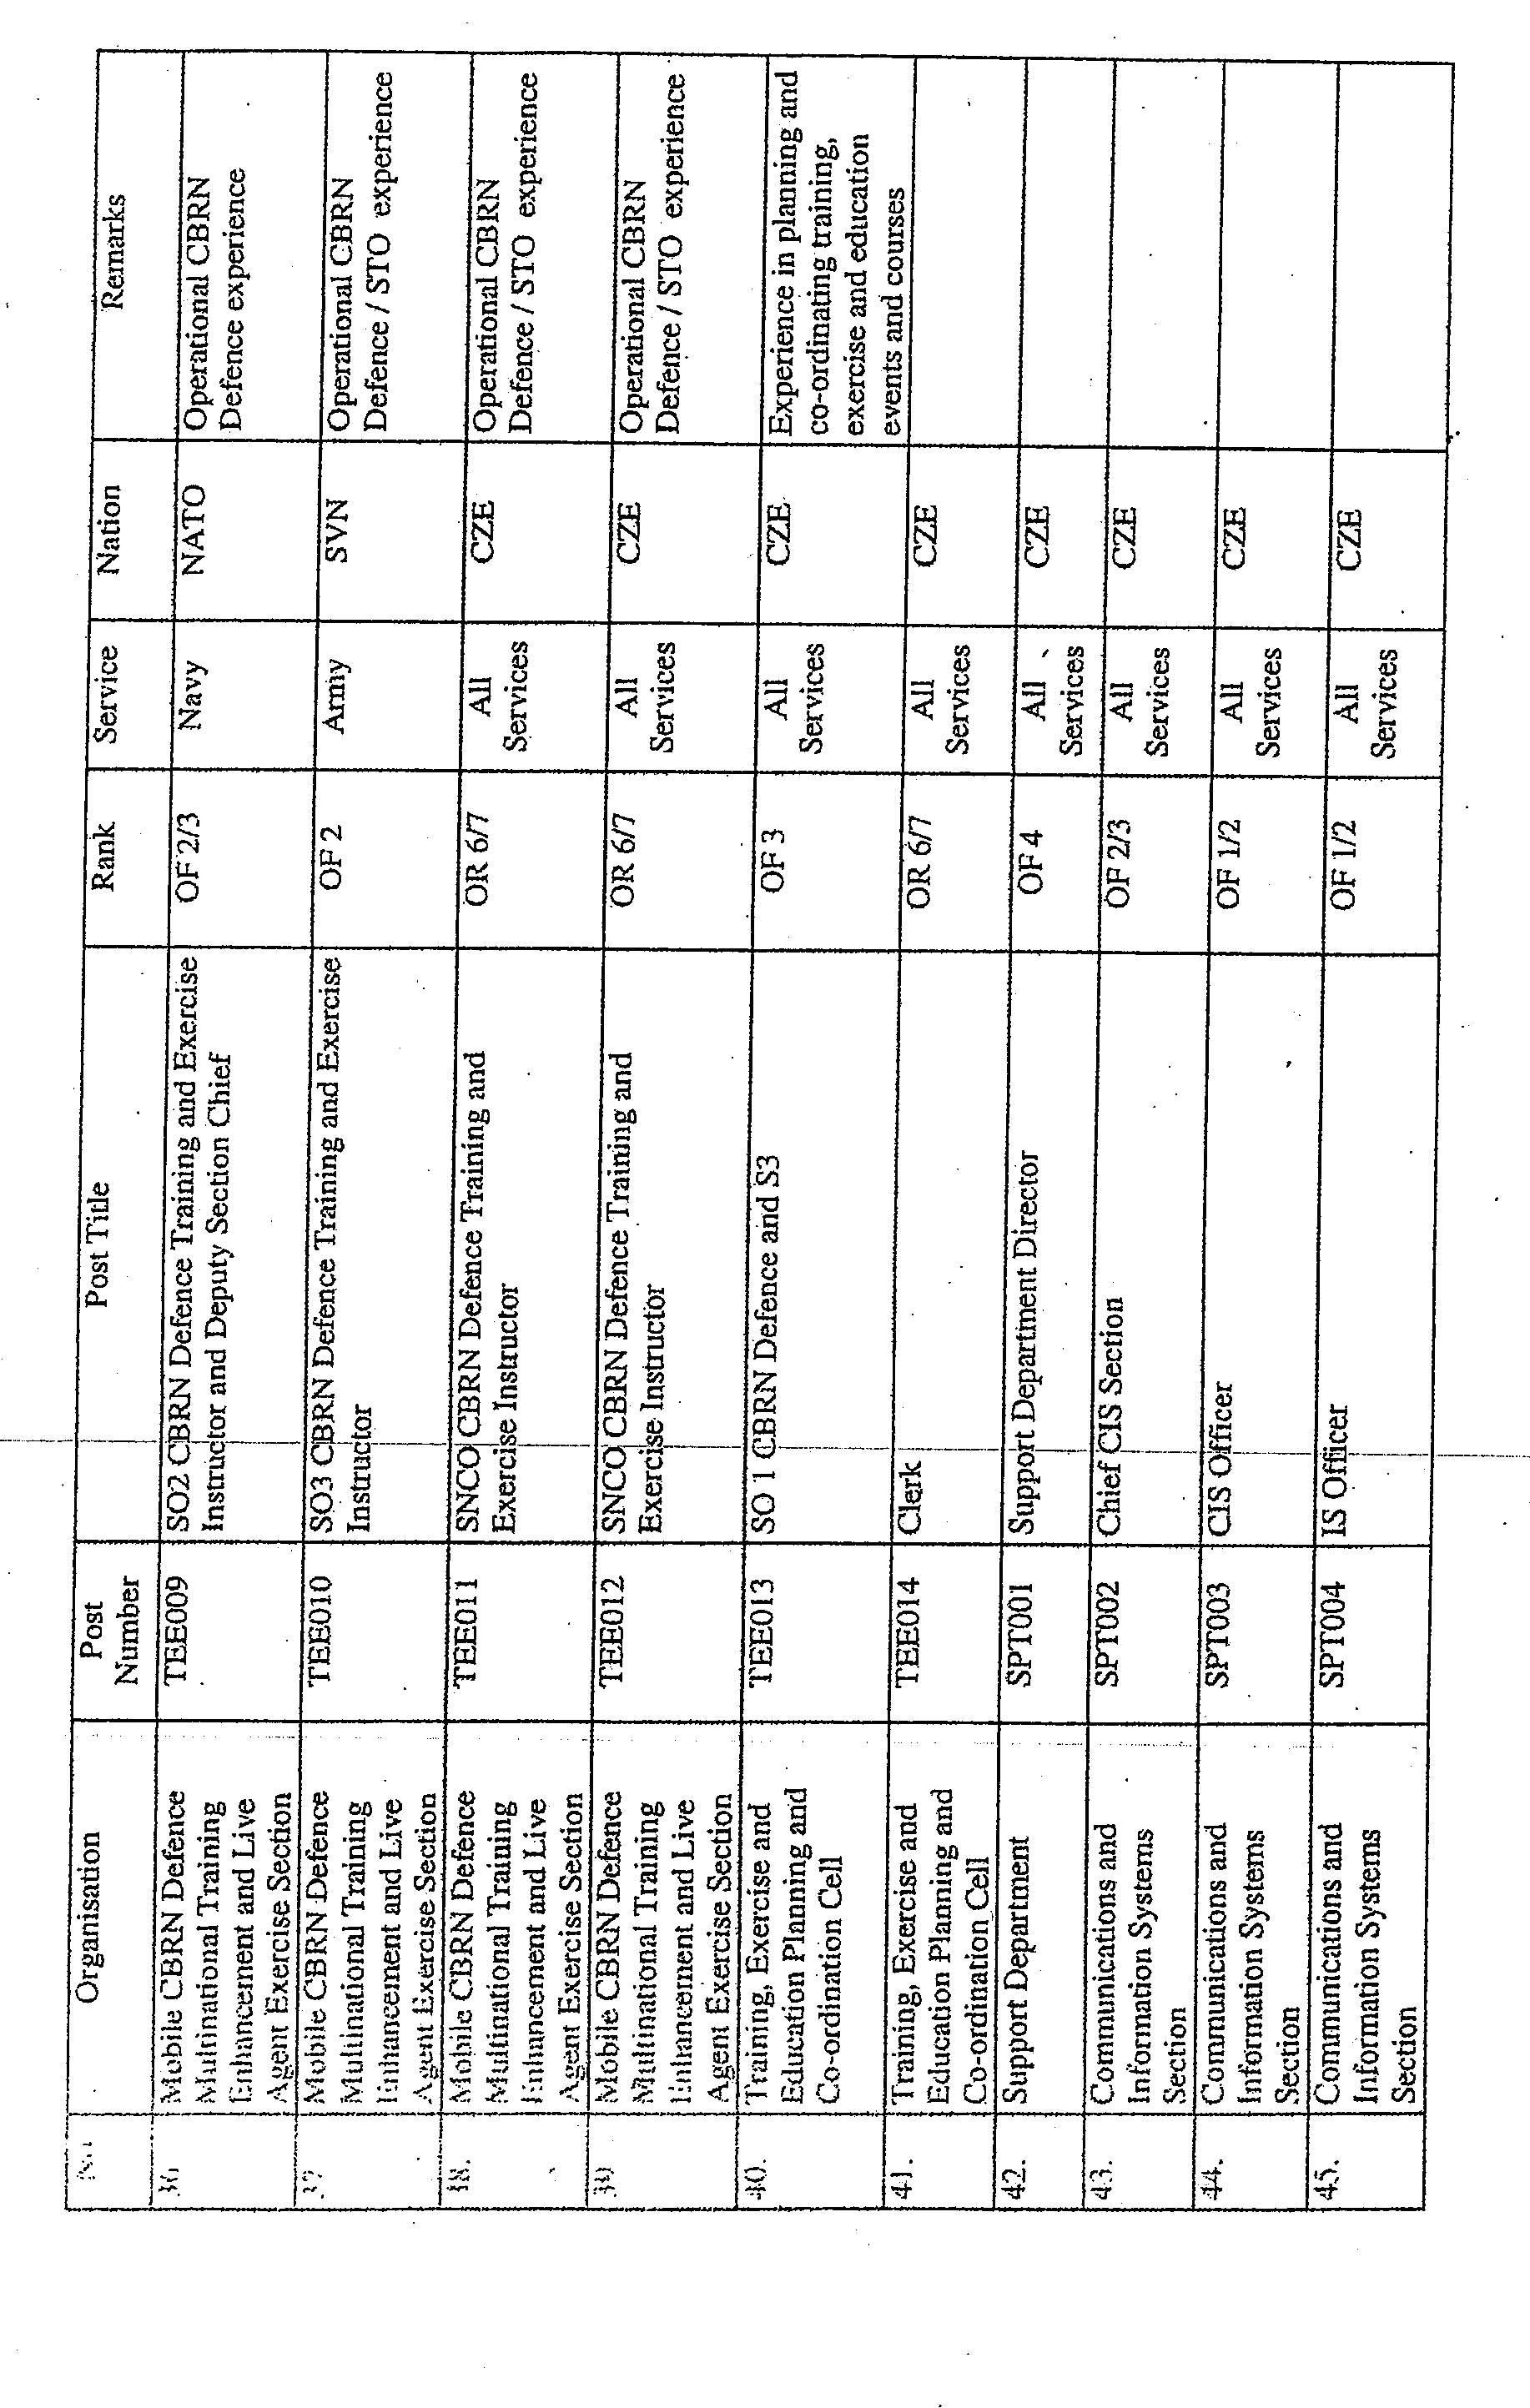 No.
Organisation
Post
Number
Post Title
Rank
Service
Nation
Remarks
36
Mobile CBRN Defence
Multinational Training
Enhancement and Live
Agent Exercise Section
TEE009
SO2 CBRN Defence Training and Exercise
Instructor and Deputy Section Chief
OF 2/3
Navy
NATO
Operational CBRN
Defence experience
37
Mobile CBRN Defence
Multinational Training
Enhancement and Live
Agent Exercise Section
TEE010
SO3 CBRN Defence Training and Exercise
Instructor
OF 2
Army
SVN
Operational CBRN
Defence / STO experience
38.
Mobile CBRN Defence
Multinational Training
Enhancement and Live
Agent Exercise Section
TEE011
SNCO CBRN Defence Training and
Exercise Instructor
OR 6/7
All
Services
CZE
Operational CBRN
Defence / STO experience
39
Mobile CBRN Defence
Multinational Training
Enhancement and Live
Agent Exercise Section
TEE012
SNCO CBRN Defence Training and
Exercise Instructor
OR 6/7
All
Services
CZE
Operational CBRN
Defence / STO experience
40.
Training, Exercise and
Education Planning and
Co-ordination Cell
TEE013
SO 1 CBRN Defence and S3
OF 3
All
Services
CZE
Experience in planning and
co-ordinating training,
exercise and education
events and courses
41.
Training, Exercise and
Education Planning and
Co-ordination Cell
TEE014
Clerk
OR 6/7
All
Services
CZE
42.
Support Department
SPT001
Support Department Director
OF 4
All
Services
CZE
43.
Communications and
Information Systems
Section
SPT002
Chief CIS Section
OF 2/3
All
Services
CZE
44.
Communications and
Information Systems
Section
SPT003
CIS Officer
OF 1/2
All
Services
CZE
45.
Communications and
Information Systems
Section
SPT004
IS Officer
OF 1/2
All
Services
CZE